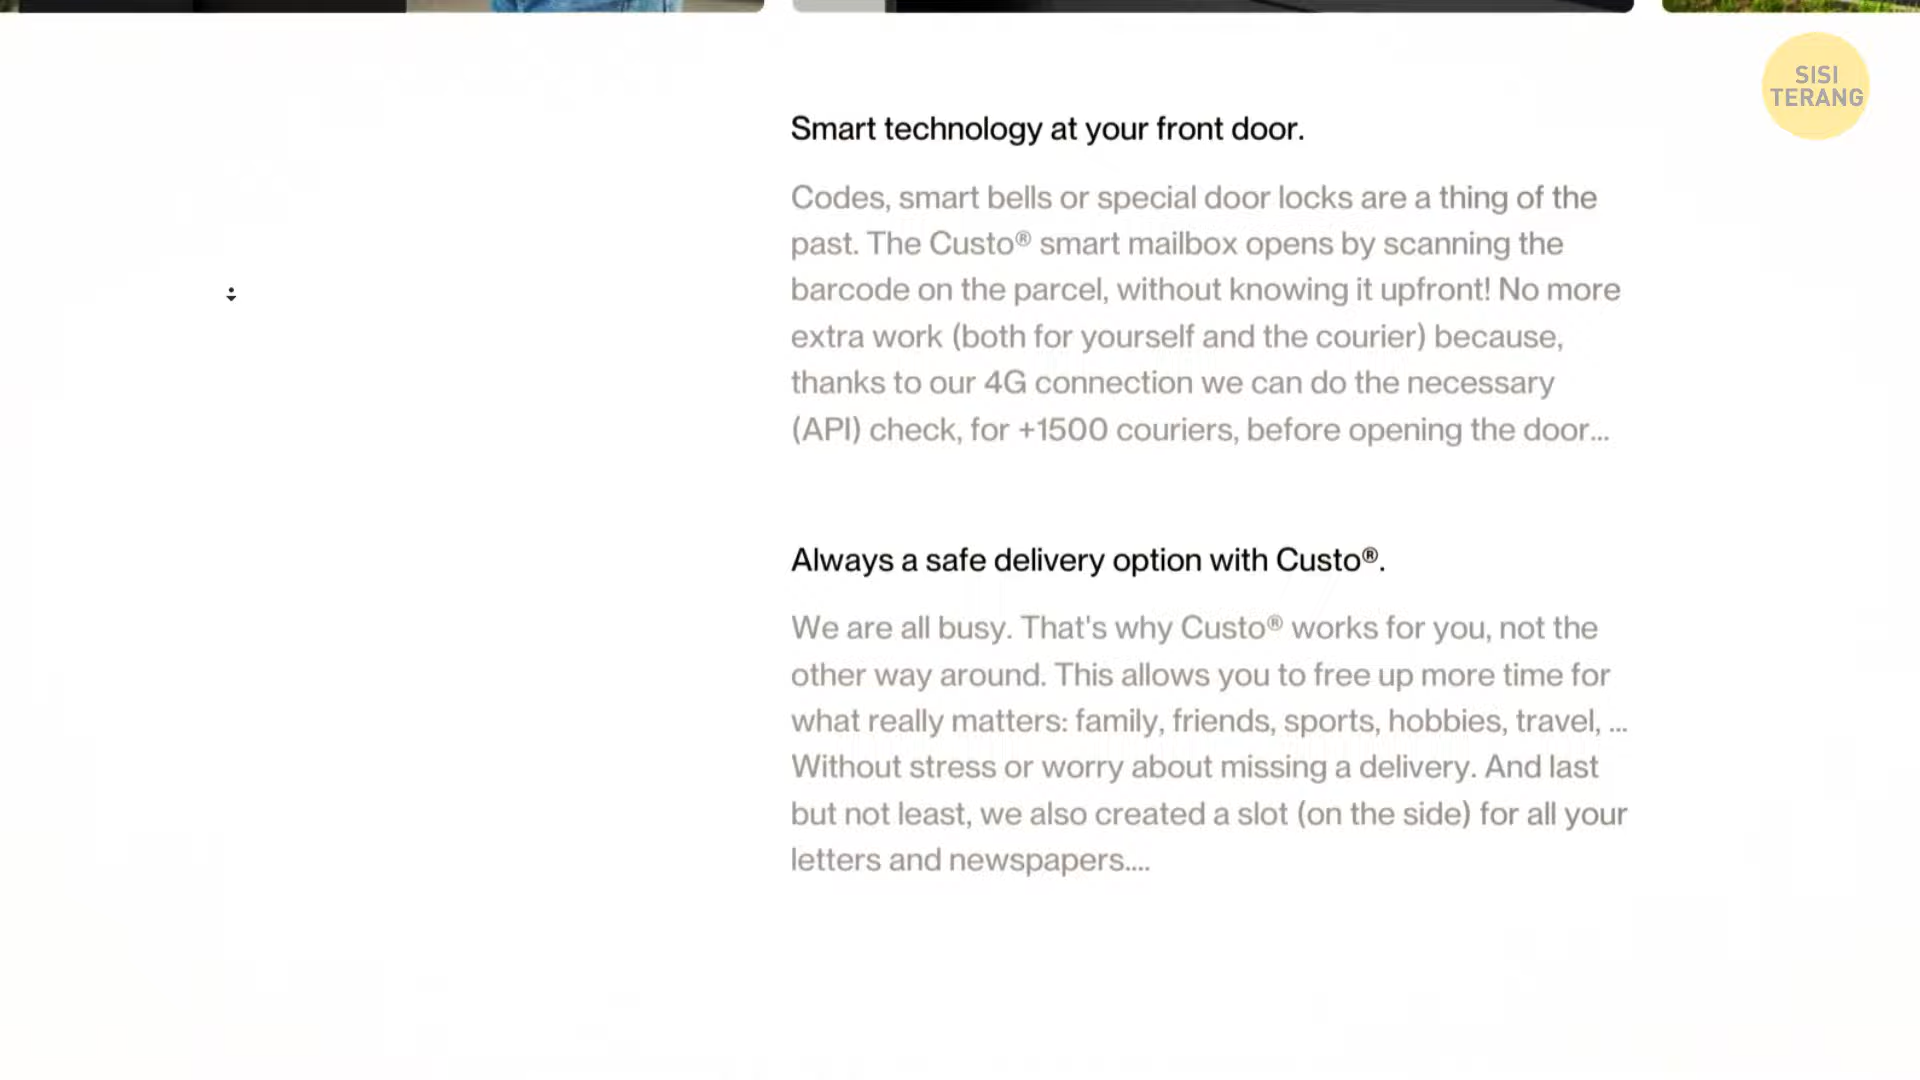 SISI
TERANG
Smart technology at your front door.
Codes, smart bells or special door locks are a thing of the
past. The Custo® smart mailbox opens by scanning the
barcode on the parcel, without knowing it upfront! No more
extra work (both for yourself and the courier) because,
thanks to our 4G connection we can do the necessary
(API) check, for +1500 couriers, before opening the door...
Always a safe delivery option with Custo®.
We are all busy. That's why Custo® works for you, not the
other way around. This allows you to free up more time for
what really matters: family, friends, sports, hobbies, travel, ...
Without stress or worry about missing a delivery. And last
but not least, we also created a slot (on the side) for all your
letters and newspapers....